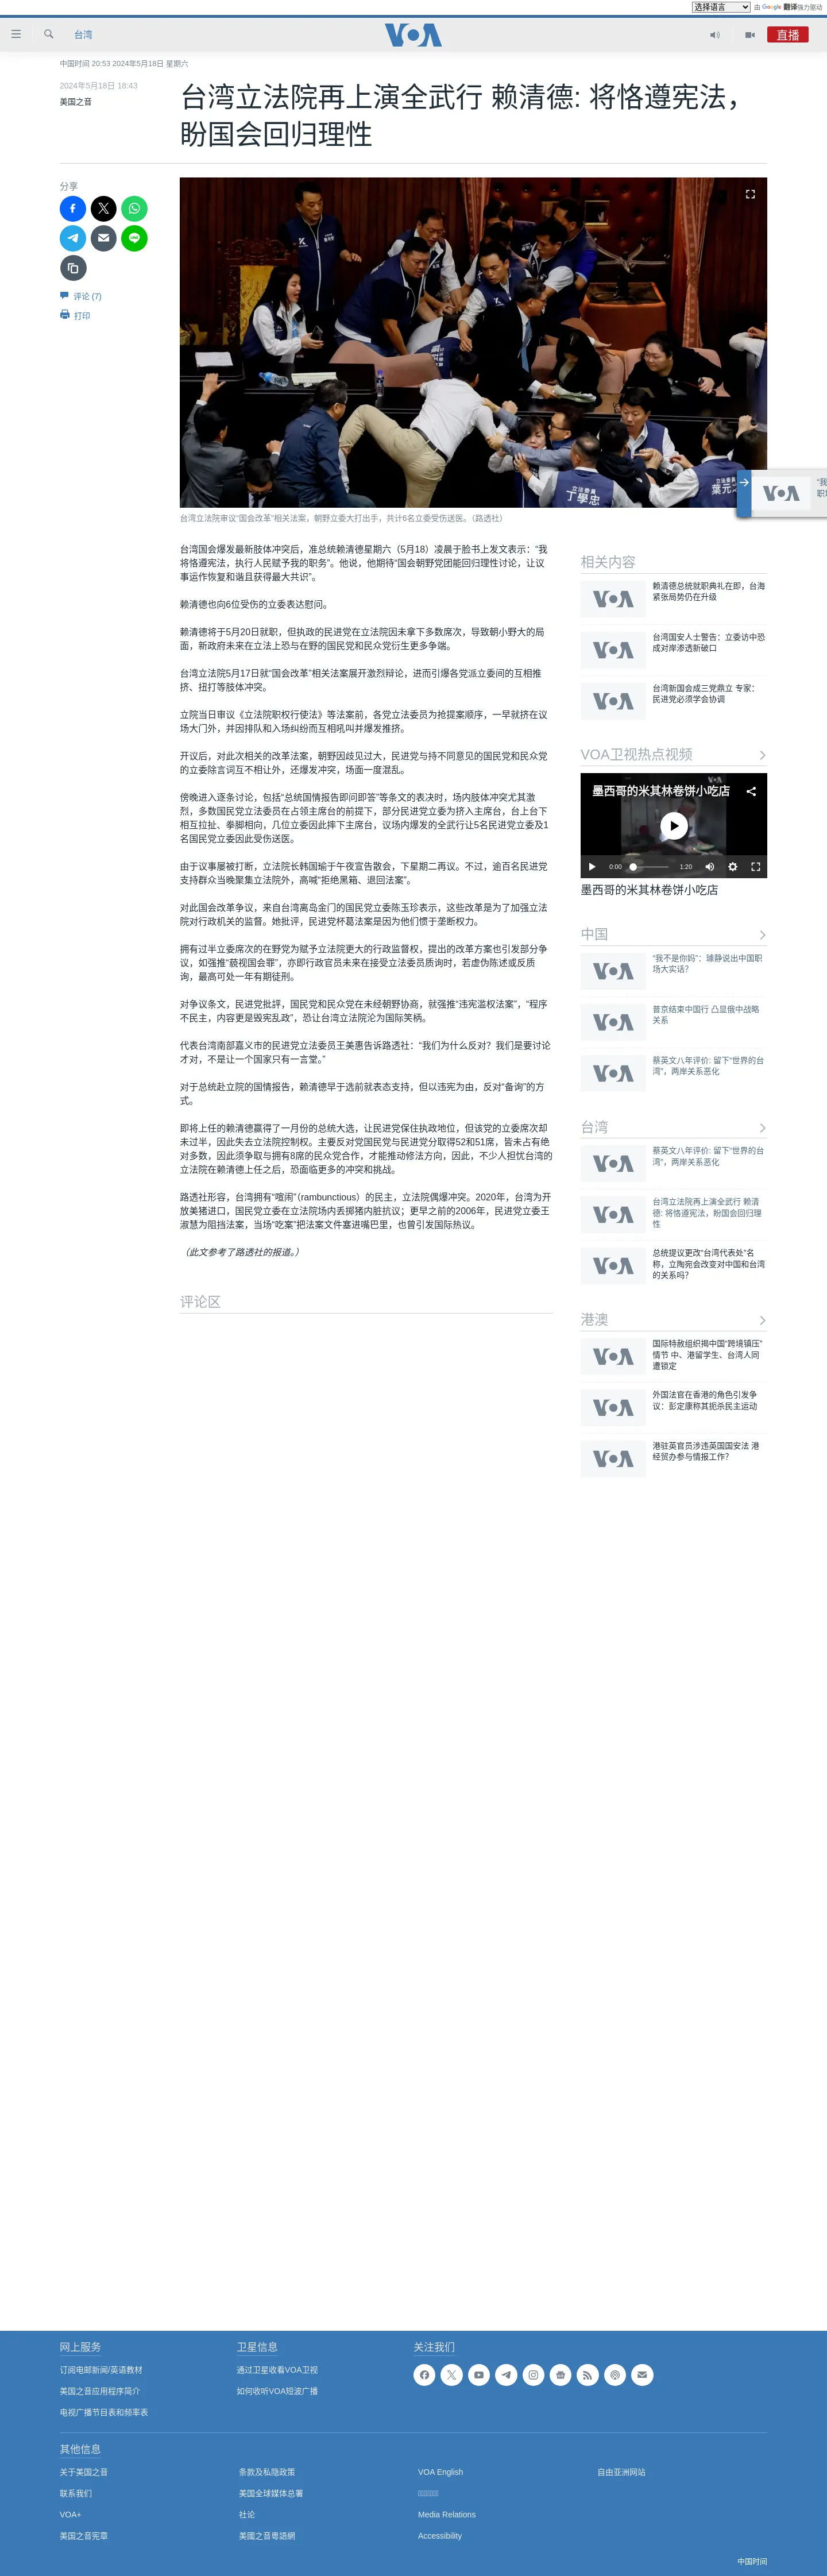 选择语言 由 Google 翻译强力驱动
台湾
VOA
直播
中国时间 20:53 2024年5月18日 星期六
2024年5月18日 18:43
美国之音
台湾立法院再上演全武行 赖清德: 将恪遵宪法，
盼国会回归理性
分享
评论 (7)
打印
立法委員
丁學忠
立法委員
葉元之
台湾立法院审议“国会改革”相关法案，朝野立委大打出手，共计6名立委受伤送医。（路透社）
台湾国会爆发最新肢体冲突后，准总统赖清德星期六（5月18）凌晨于脸书上发文表示：“我
将恪遵宪法，执行人民赋予我的职务”。他说，他期待“国会朝野党团能回归理性讨论，让议
事运作恢复和谐且获得最大共识”。
赖清德也向6位受伤的立委表达慰问。
赖清德将于5月20日就职，但执政的民进党在立法院因未拿下多数席次，导致朝小野大的局
面，新政府未来在立法上恐与在野的国民党和民众党衍生更多争端。
台湾立法院5月17日就“国会改革”相关法案展开激烈辩论，进而引爆各党派立委间的互相推
挤、扭打等肢体冲突。
立院当日审议《立法院职权行使法》等法案前，各党立法委员为抢提案顺序，一早就挤在议
场大门外，并因排队和入场纠纷而互相吼叫并爆发推挤。
开议后，对此次相关的改革法案，朝野因歧见过大，民进党与持不同意见的国民党和民众党
的立委除言词互不相让外，还爆发冲突，场面一度混乱。
傍晚进入逐条讨论，包括“总统国情报告即问即答”等条文的表决时，场内肢体冲突尤其激
烈，多数国民党立法委员在占领主席台的前提下，部分民进党立委为挤入主席台，台上台下
相互拉扯、拳脚相向，几位立委因此摔下主席台，议场内爆发的全武行让5名民进党立委及1
名国民党立委因此受伤送医。
由于议事屡被打断，立法院长韩国瑜于午夜宣告散会，下星期二再议。不过，逾百名民进党
支持群众当晚聚集立法院外，高喊“拒绝黑箱、退回法案”。
对此国会改革争议，来自台湾离岛金门的国民党立委陈玉珍表示，这些改革是为了加强立法
院对行政机关的监督。她批评，民进党杯葛法案是因为他们惯于垄断权力。
拥有过半立委席次的在野党为赋予立法院更大的行政监督权，提出的改革方案也引发部分争
议，如强推“藐视国会罪”，亦即行政官员未来在接受立法委员质询时，若虚伪陈述或反质
询，最高可处一年有期徒刑。
对争议条文，民进党批評，国民党和民众党在未经朝野协商，就强推“违宪滥权法案”，“程序
不民主，内容更是毁宪乱政”，恐让台湾立法院沦为国际笑柄。
代表台湾南部嘉义市的民进党立法委员王美惠告诉路透社：“我们为什么反对？我们是要讨论
才对，不是让一个国家只有一言堂。”
对于总统赴立院的国情报告，赖清德早于选前就表态支持，但以违宪为由，反对“备询”的方
式。
即将上任的赖清德赢得了一月份的总统大选，让民进党保住执政地位，但该党的立委席次却
未过半，因此失去立法院控制权。主要反对党国民党与民进党分取得52和51席，皆未占有绝
对多数，因此须争取与拥有8席的民众党合作，才能推动修法方向，因此，不少人担忧台湾的
立法院在赖清德上任之后，恐面临更多的冲突和挑战。
路透社形容，台湾拥有“喧闹”（rambunctious）的民主，立法院偶爆冲突。2020年，台湾为开
放美猪进口，国民党立委在立法院场内丢掷猪内脏抗议；更早之前的2006年，民进党立委王
淑慧为阻挡法案，当场“吃案”把法案文件塞进嘴巴里，也曾引发国际热议。
（此文参考了路透社的报道。）
评论区
VOA
“我
职场
相关内容
VOA
赖清德总统就职典礼在即，台海
紧张局势仍在升级
VOA
台湾国安人士警告：立委访中恐
成对岸渗透新破口
VOA
台湾新国会成三党鼎立 专家：
民进党必须学会协调
VOA卫视热点视频
VOA
墨西哥的米其林卷饼小吃店
0:00
1:20
墨西哥的米其林卷饼小吃店
中国
VOA
“我不是你妈”：璩静说出中国职
场大实话？
VOA
普京结束中国行 凸显俄中战略
关系
VOA
蔡英文八年评价: 留下“世界的台
湾”，两岸关系恶化
台湾
VOA
蔡英文八年评价: 留下“世界的台
湾”，两岸关系恶化
VOA
台湾立法院再上演全武行 赖清
德: 将恪遵宪法，盼国会回归理
性
VOA
总统提议更改“台湾代表处”名
称，立陶宛会改变对中国和台湾
的关系吗？
港澳
VOA
国际特赦组织揭中国“跨境镇压”
情节 中、港留学生、台湾人同
遭锁定
VOA
外国法官在香港的角色引发争
议：彭定康称其扼杀民主运动
VOA
港驻英官员涉违英国国安法 港
经贸办参与情报工作？
网上服务
订阅电邮新闻/英语教材
美国之音应用程序简介
电视广播节目表和频率表
卫星信息
通过卫星收看VOA卫视
如何收听VOA短波广播
关注我们
其他信息
关于美国之音
联系我们
VOA+
美国之音宪章
条款及私隐政策
美国全球媒体总署
社论
美國之音粵語網
VOA English
Media Relations
Accessibility
自由亚洲网站
中国时间